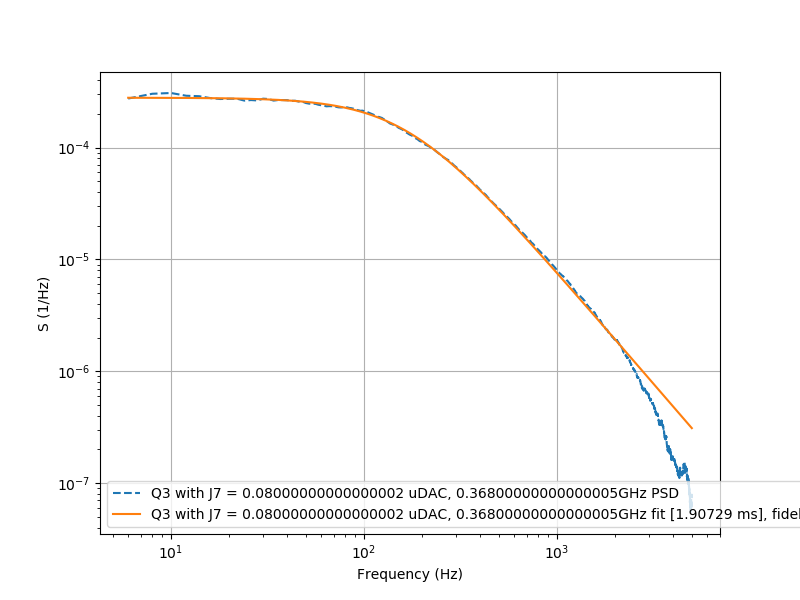 S (1/Hz)
10⁻⁴
10⁻⁵
10⁻⁶
10⁻⁷
Q3 with J7 = 0.08000000000000002 uDAC, 0.36800000000000005GHz PSD
Q3 with J7 = 0.08000000000000002 uDAC, 0.36800000000000005GHz fit [1.90729 ms], fidel
10¹ 10² 10³
Frequency (Hz)